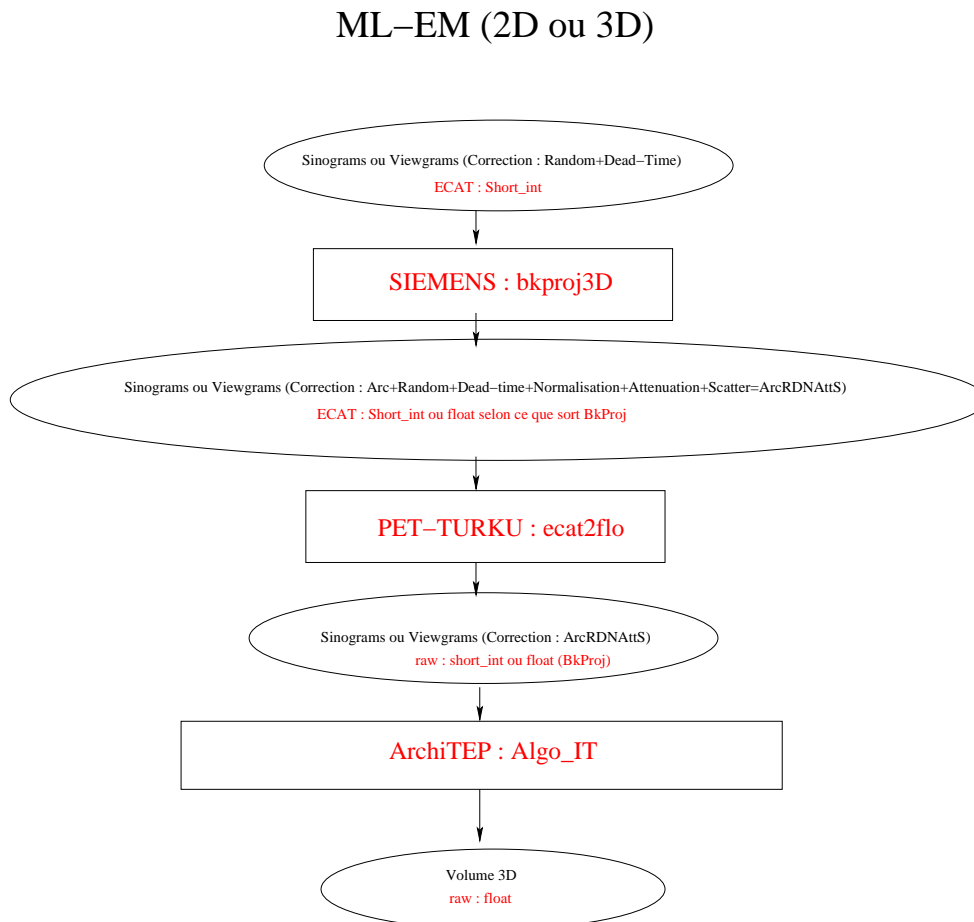 ML−EM (2D ou 3D)
Sinograms ou Viewgrams (Correction : Random+Dead−Time)
ECAT : Short_int
SIEMENS : bkproj3D
Sinograms ou Viewgrams (Correction : Arc+Random+Dead−time+Normalisation+Attenuation+Scatter=ArcRDNAttS)
ECAT : Short_int ou float selon ce que sort BkProj
PET−TURKU : ecat2flo
Sinograms ou Viewgrams (Correction : ArcRDNAttS)
raw : short_int ou float (BkProj)
ArchiTEP : Algo_IT
Volume 3D
raw : float